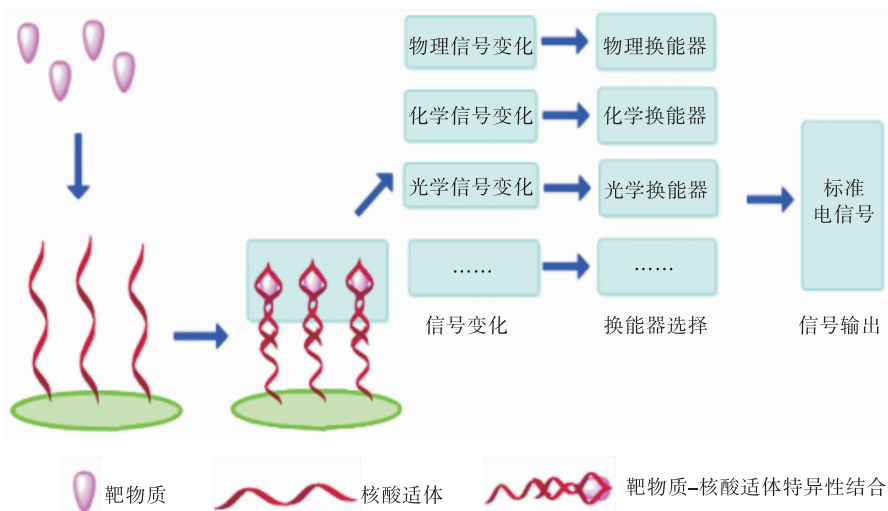 物理信号变化
物理换能器
化学信号变化
化学换能器
光学信号变化
光学换能器
……
……
标准
电信号
信号变化
换能器选择
信号输出
靶物质
核酸适体
靶物质–核酸适体特异性结合